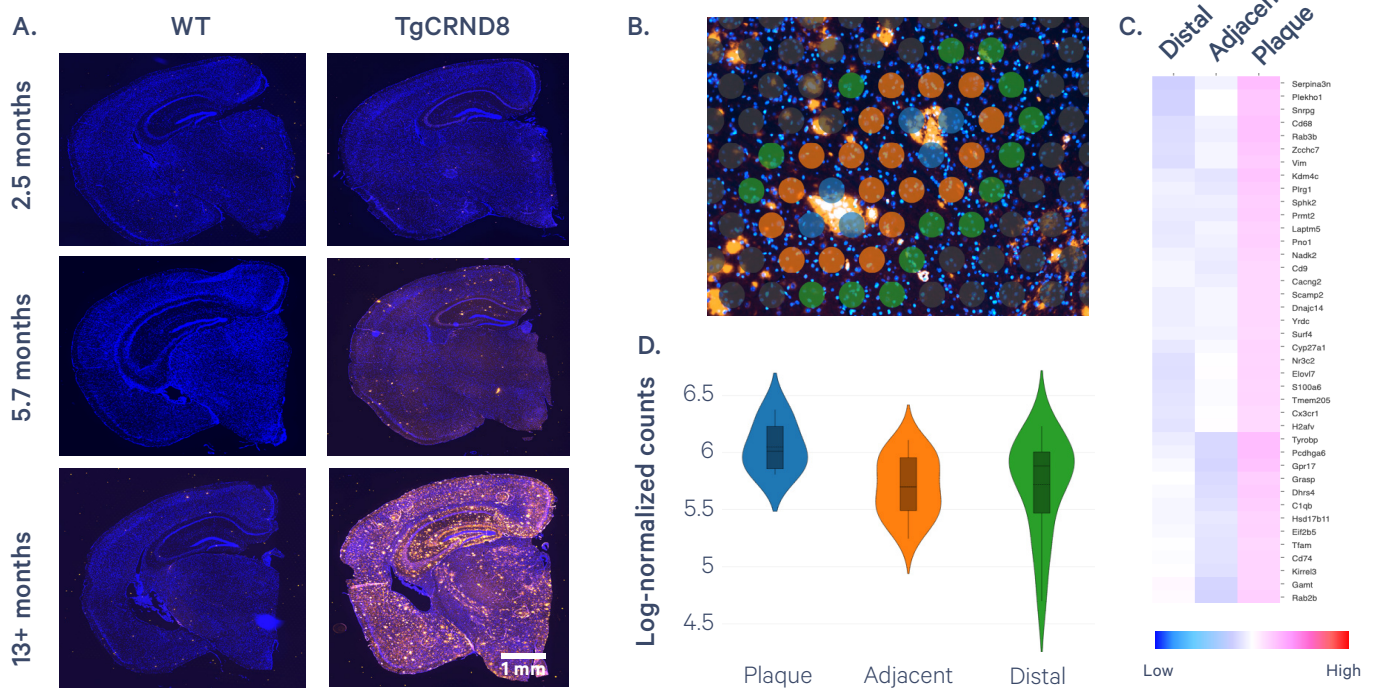 A.
WT
TgCRND8
2.5 months
5.7 months
13+ months
1 mm
B.
C.
Distal
Adjacent
Plaque
Serpina3n
Plekho1
Snrpg
Cd68
Rab3b
Zcchc7
Vim
Kdm4c
Plrg1
Sphk2
Prmt2
Laptm5
Pno1
Nadk2
Cd9
Cacng2
Scamp2
Dnajc14
Yrdc
Surf4
Cyp27a1
Nr3c2
Elovl7
S100a6
Tmem205
Cx3cr1
H2afv
Tyrobp
Pcdhga6
Gpr17
Grasp
Dhrs4
C1qb
Hsd17b11
Eif2b5
Tfam
Cd74
Kirrel3
Gamt
Rab2b
Low
High
D.
Log-normalized counts
6.5
6
5.5
5
4.5
Plaque
Adjacent
Distal